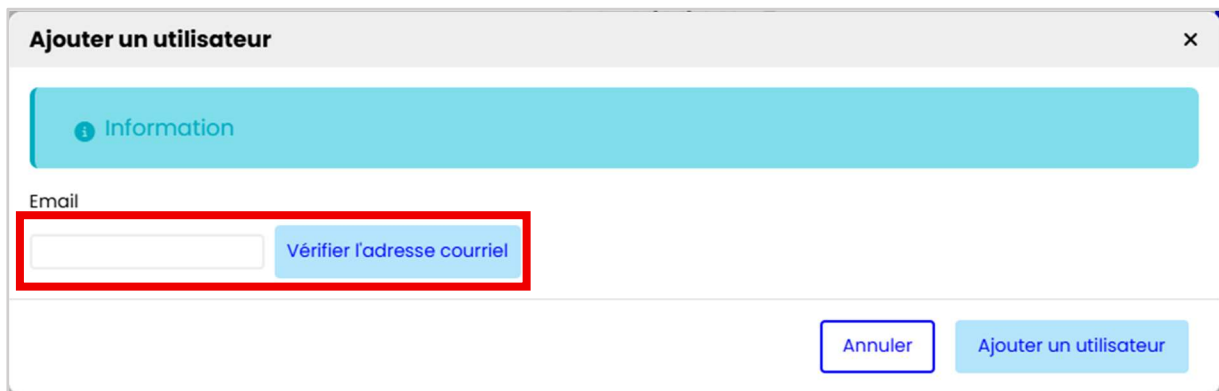 Ajouter un utilisateur
Information
Email
Vérifier l'adresse courriel
Annuler
Ajouter un utilisateur